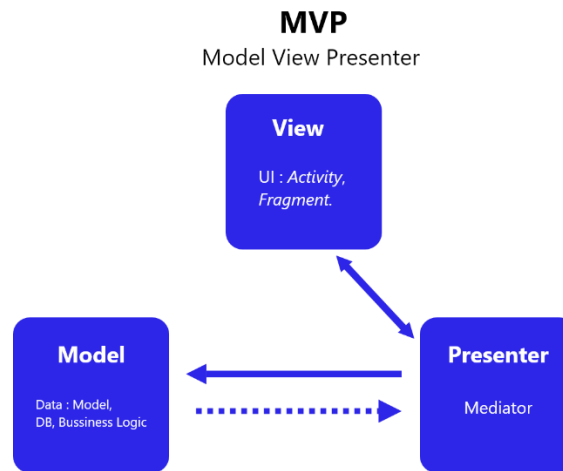 MVP
Model View Presenter
View
UI : Activity,
Fragment.
Model
Data : Model,
DB, Bussiness Logic
Presenter
Mediator